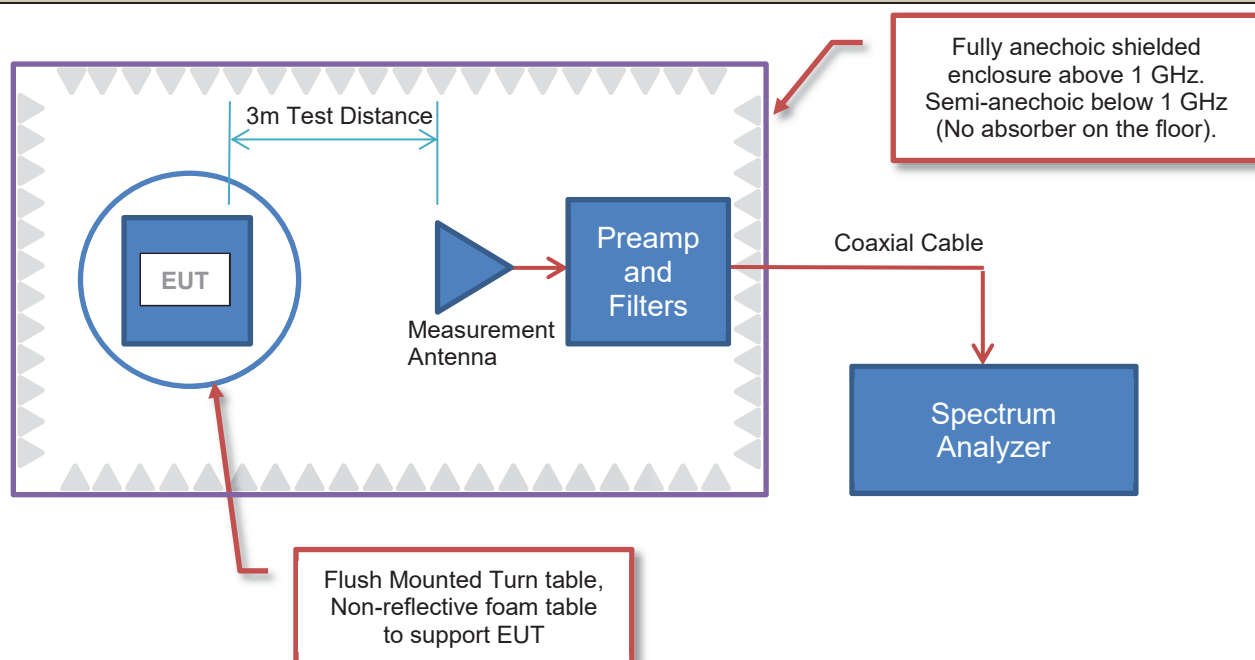 Fully anechoic shielded
enclosure above 1 GHz.
Semi-anechoic below 1 GHz
(No absorber on the floor).
3m Test Distance
EUT
Preamp
and
Filters
Coaxial Cable
Measurement
Antenna
Spectrum
Analyzer
Flush Mounted Turn table,
Non-reflective foam table
to support EUT